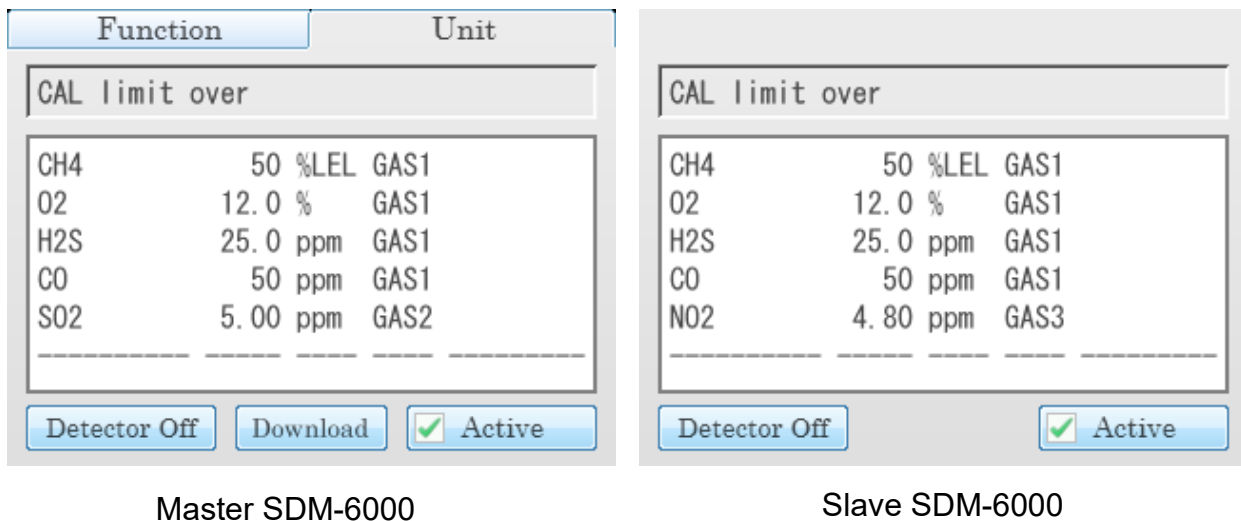 Function Unit
CAL limit over
CH4 50 %LEL GAS1
O2 12.0 % GAS1
H2S 25.0 ppm GAS1
CO 50 ppm GAS1
SO2 5.00 ppm GAS2
---------- ----- ---- ---- ---------
Detector Off Download Active
Master SDM-6000
CAL limit over
CH4 50 %LEL GAS1
O2 12.0 % GAS1
H2S 25.0 ppm GAS1
CO 50 ppm GAS1
NO2 4.80 ppm GAS3
---------- ----- ---- ---- ---------
Detector Off Active
Slave SDM-6000